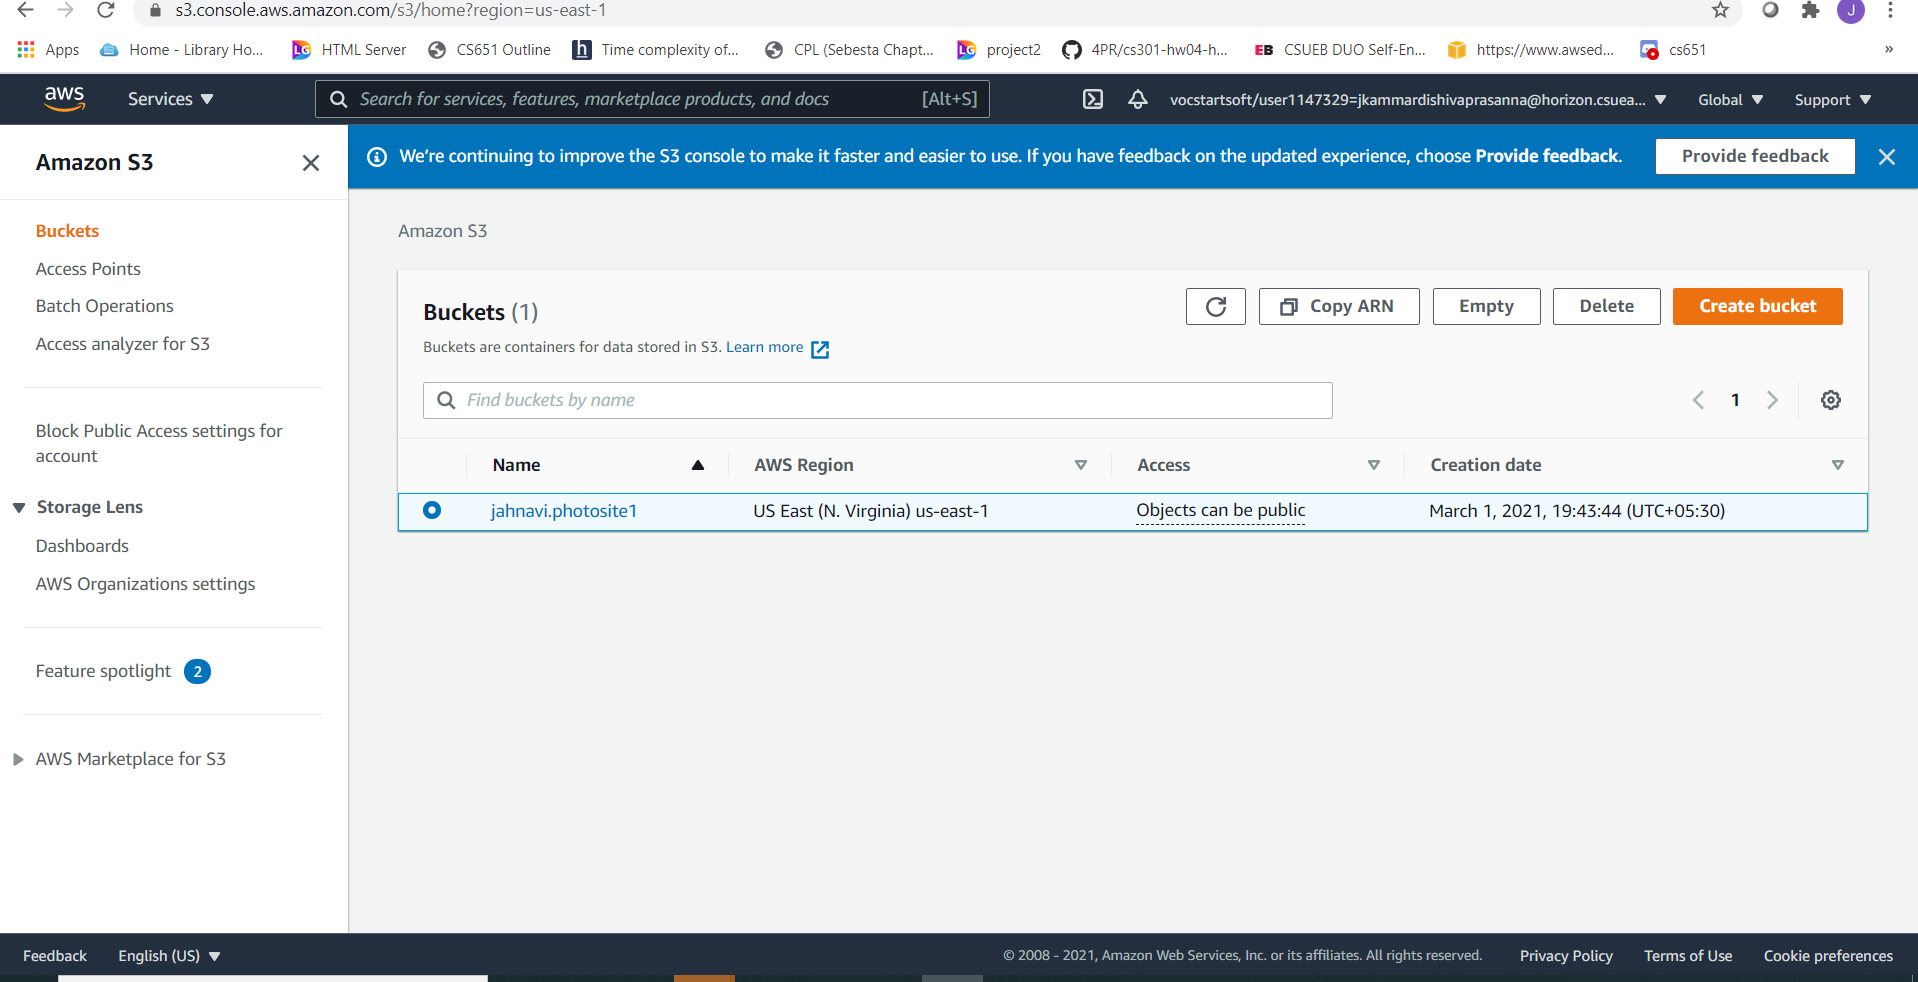 s3.console.aws.amazon.com/s3/home?region=us-east-1
J
Apps Home - Library Ho... HTML Server CS651 Outline Time complexity of... CPL (Sebesta Chapt... project2 4PR/cs301-hw04-h... EB CSUEB DUO Self-En... https://www.awsed... cs651 »
aws Services Search for services, features, marketplace products, and docs [Alt+S] vocstartsoft/user1147329=jkammardishivaprasanna@horizon.csuea... Global Support
Amazon S3
We're continuing to improve the S3 console to make it faster and easier to use. If you have feedback on the updated experience, choose Provide feedback. Provide feedback
Buckets
Access Points
Batch Operations
Access analyzer for S3
Block Public Access settings for
account
Storage Lens
Dashboards
AWS Organizations settings
Feature spotlight 2
AWS Marketplace for S3
Amazon S3
Buckets (1) Copy ARN Empty Delete Create bucket
Buckets are containers for data stored in S3. Learn more
Find buckets by name 1
Name AWS Region Access Creation date
jahnavi.photosite1 US East (N. Virginia) us-east-1 Objects can be public March 1, 2021, 19:43:44 (UTC+05:30)
Feedback English (US) © 2008 - 2021, Amazon Web Services, Inc. or its affiliates. All rights reserved. Privacy Policy Terms of Use Cookie preferences